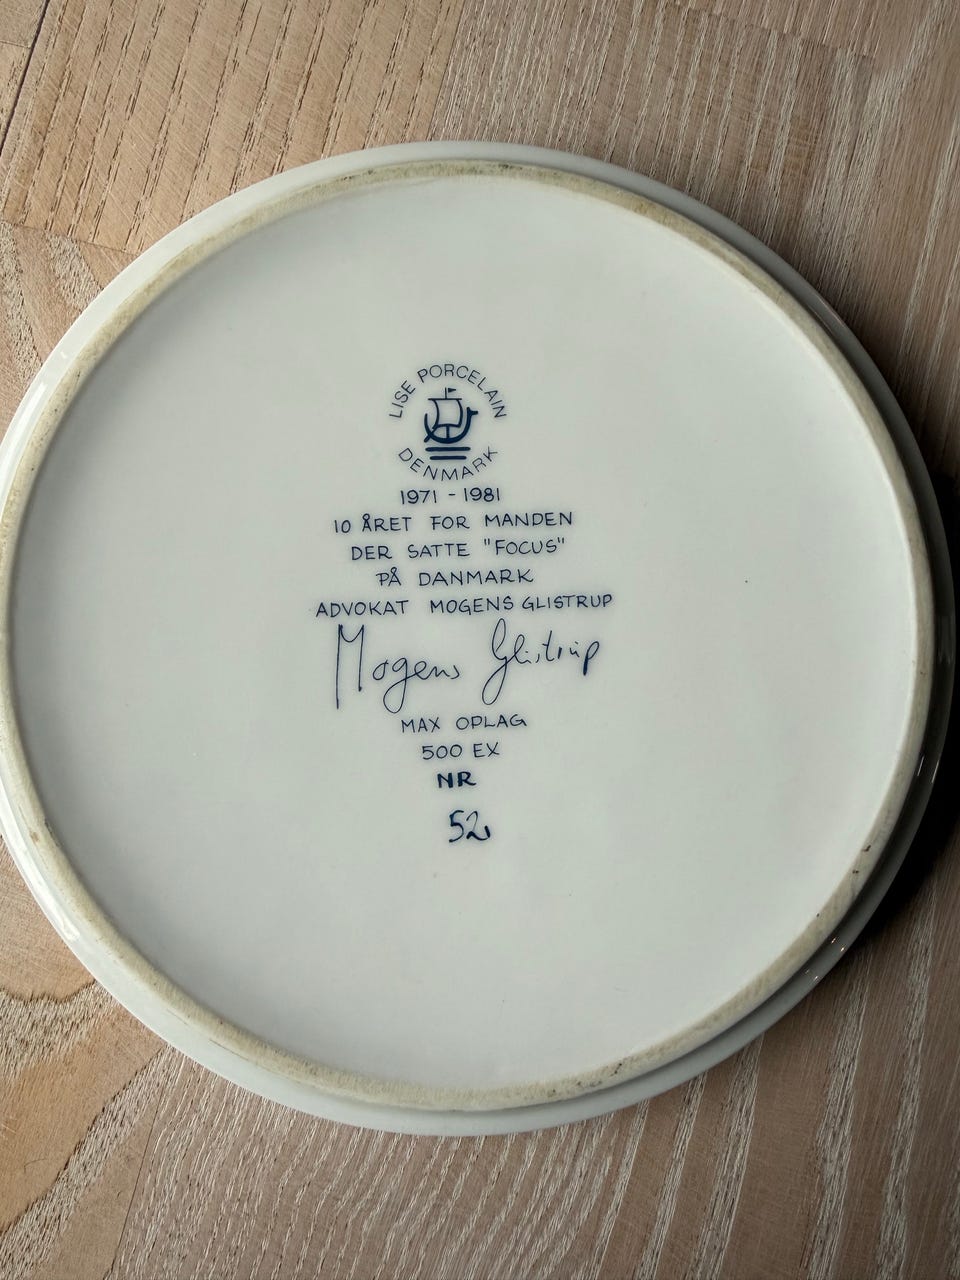 LISE PORCELAIN
DENMARK
1971 - 1981
10 ÅRET FOR MANDEN
DER SATTE "FOCUS"
PÅ DANMARK
ADVOKAT MOGENS GLISTRUP
Mogens Glistrup
MAX OPLAG
500 EX
NR
52